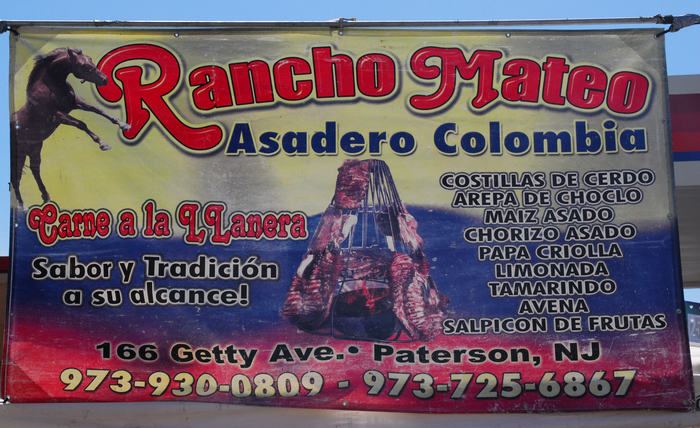 Rancho Mateo
Asadero Colombia
Carne a la LLanera
Sabor y Tradición
a su alcance!
COSTILLAS DE CERDO
AREPA DE CHOCLO
MAIZ ASADO
CHORIZO ASADO
PAPA CRIOLLA
LIMONADA
TAMARINDO
AVENA
SALPICON DE FRUTAS
166 Getty Ave.• Paterson, NJ
973-930-0809 - 973-725-6867